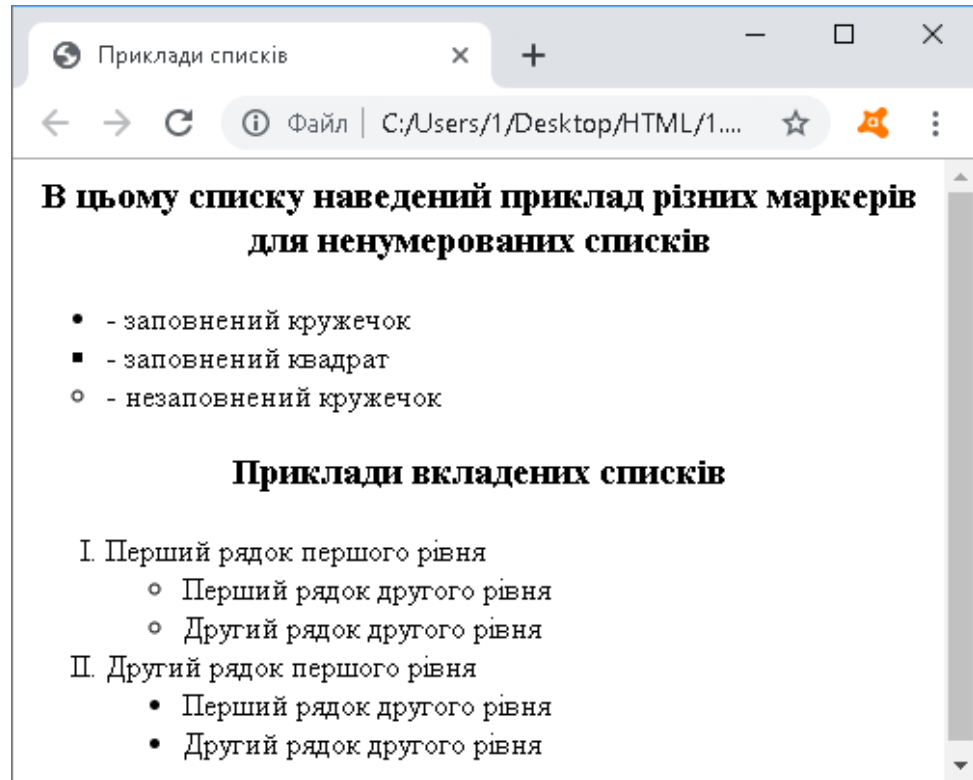 Приклади списків
Файл | C:/Users/1/Desktop/HTML/1....
В цьому списку наведений приклад різних маркерів
для ненумерованих списків
- заповнений кружечок
- заповнений квадрат
- незаповнений кружечок
Приклади вкладених списків
I. Перший рядок першого рівня
Перший рядок другого рівня
Другий рядок другого рівня
II. Другий рядок першого рівня
Перший рядок другого рівня
Другий рядок другого рівня